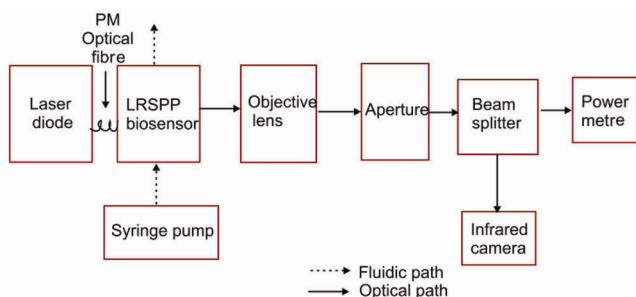 PM
Optical
fibre
Laser
diode
LRSPP
biosensor
Objective
lens
Aperture
Beam
splitter
Power
metre
Syringe pump
Infrared
camera
Fluidic path
Optical path